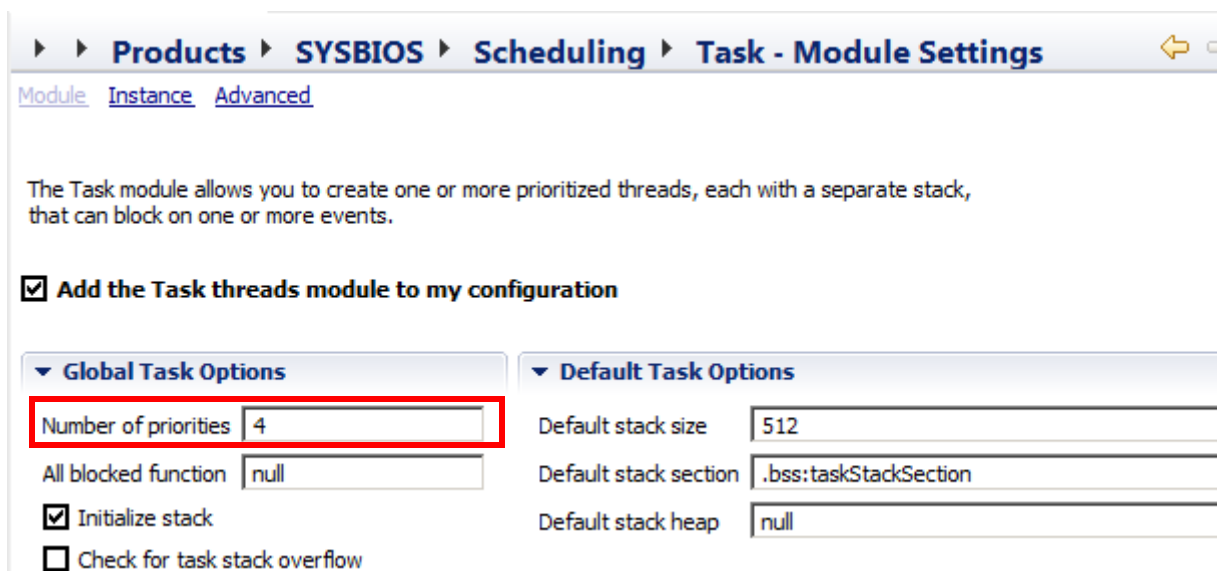 Products SYSBIOS Scheduling Task - Module Settings
Module Instance Advanced
The Task module allows you to create one or more prioritized threads, each with a separate stack,
that can block on one or more events.
Add the Task threads module to my configuration
Global Task Options
Number of priorities 4
All blocked function null
Initialize stack
Check for task stack overflow
Default Task Options
Default stack size 512
Default stack section .bss:taskStackSection
Default stack heap null